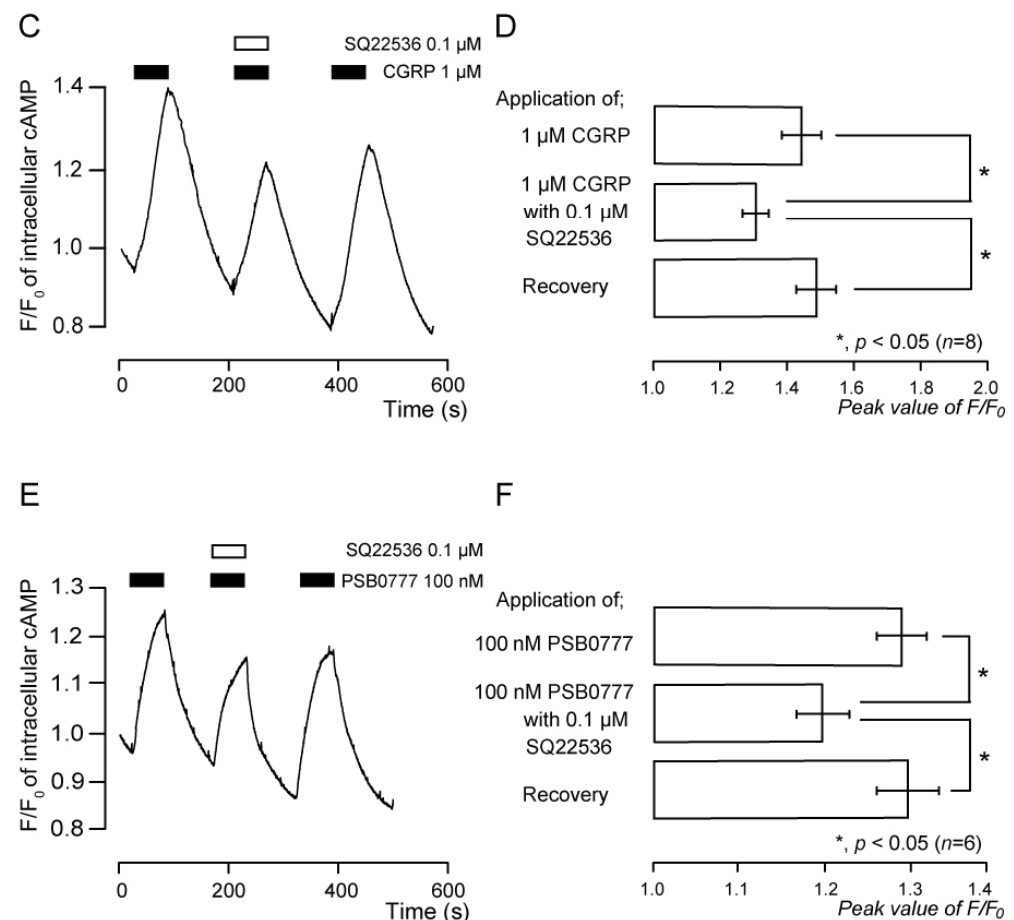 C
SQ22536 0.1 µM
CGRP 1 µM
F/F0 of intracellular cAMP
1.4
1.2
1.0
0.8
0
200
400
600
Time (s)
D
Application of;
1 µM CGRP
1 µM CGRP
with 0.1 µM
SQ22536
Recovery
*
*
*, p < 0.05 (n=8)
1.0
1.2
1.4
1.6
1.8
2.0
Peak value of F/F0
E
SQ22536 0.1 µM
PSB0777 100 nM
F/F0 of intracellular cAMP
1.3
1.2
1.1
1.0
0.9
0.8
0
200
400
600
Time (s)
F
Application of;
100 nM PSB0777
100 nM PSB0777
with 0.1 µM
SQ22536
Recovery
*
*
*, p < 0.05 (n=6)
1.0
1.1
1.2
1.3
1.4
Peak value of F/F0